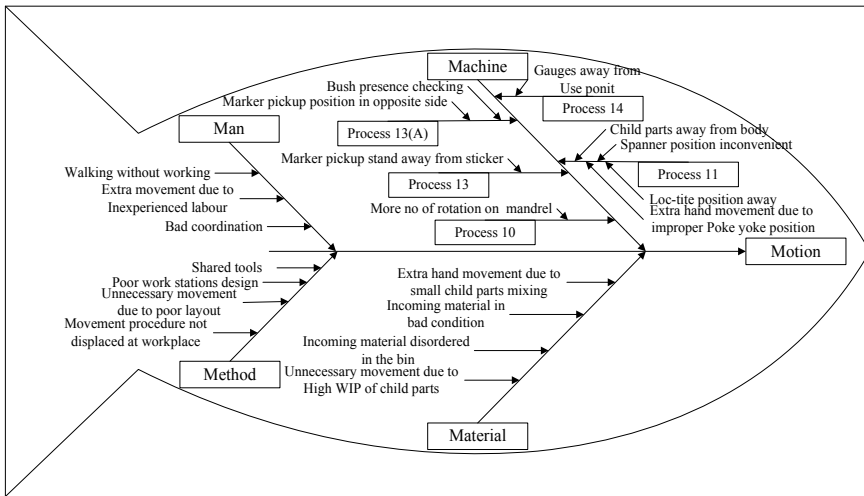 Machine
Gauges away from
Use ponit
Bush presence checking
Marker pickup position in opposite side
Process 14
Man
Process 13(A)
Child parts away from body
Spanner position inconvenient
Walking without working
Marker pickup stand away from sticker
Process 11
Extra movement due to
Inexperienced labour
Process 13
Loc-tite position away
Extra hand movement due to
improper Poke yoke position
Bad coordination
More no of rotation on mandrel
Process 10
Motion
Shared tools
Poor work stations design
Unnecessary movement
due to poor layout
Movement procedure not
displaced at workplace
Method
Extra hand movement due to
small child parts mixing
Incoming material in
bad condition
Incoming material disordered
in the bin
Unnecessary movement due to
High WIP of child parts
Material